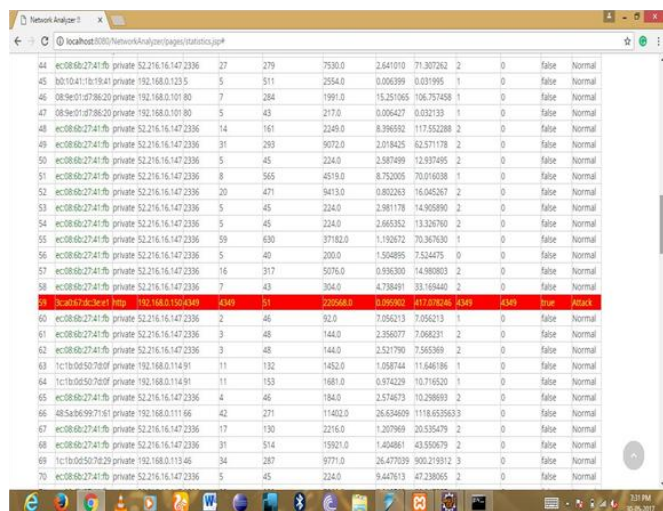 Network Analyzer
localhost:8080/NetworkAnalyzer/pages/statistics.jsp#
44 ec:08:6b:27:41:fb private 52.216.16.147 2336 27 279 7530.0 2.641010 71.307262 2 0 false Normal
45 b0:10:41:1b:19:41 private 192.168.0.123 5 5 511 2554.0 0.006399 0.031995 1 0 false Normal
46 08:9e:01:d7:86:20 private 192.168.0.101 80 7 284 1991.0 15.251065 106.757458 1 0 false Normal
47 08:9e:01:d7:86:20 private 192.168.0.101 80 5 43 217.0 0.006427 0.032133 1 0 false Normal
48 ec:08:6b:27:41:fb private 52.216.16.147 2336 14 161 2249.0 8.396592 117.552288 2 0 false Normal
49 ec:08:6b:27:41:fb private 52.216.16.147 2336 31 293 9072.0 2.018425 62.571178 2 0 false Normal
50 ec:08:6b:27:41:fb private 52.216.16.147 2336 5 45 224.0 2.587499 12.937495 2 0 false Normal
51 ec:08:6b:27:41:fb private 52.216.16.147 2336 8 565 4519.0 8.752005 70.016038 1 0 false Normal
52 ec:08:6b:27:41:fb private 52.216.16.147 2336 20 471 9413.0 0.802263 16.045267 2 0 false Normal
53 ec:08:6b:27:41:fb private 52.216.16.147 2336 5 45 224.0 2.981178 14.905890 2 0 false Normal
54 ec:08:6b:27:41:fb private 52.216.16.147 2336 5 45 224.0 2.665352 13.326760 2 0 false Normal
55 ec:08:6b:27:41:fb private 52.216.16.147 2336 59 630 37182.0 1.192672 70.367630 1 0 false Normal
56 ec:08:6b:27:41:fb private 52.216.16.147 2336 5 40 200.0 1.504895 7.524475 0 0 false Normal
57 ec:08:6b:27:41:fb private 52.216.16.147 2336 16 317 5076.0 0.936300 14.980803 2 0 false Normal
58 ec:08:6b:27:41:fb private 52.216.16.147 2336 7 43 304.0 4.738491 33.169440 2 0 false Normal
59 3c:a0:67:dc:3e:e1 http 192.168.0.150 4349 4349 51 220568.0 0.095902 417.078246 4349 4349 true Attack
60 ec:08:6b:27:41:fb private 52.216.16.147 2336 2 46 92.0 7.056213 7.056213 1 0 false Normal
61 ec:08:6b:27:41:fb private 52.216.16.147 2336 3 48 144.0 2.356077 7.068231 2 0 false Normal
62 ec:08:6b:27:41:fb private 52.216.16.147 2336 3 48 144.0 2.521790 7.565369 2 0 false Normal
63 1c:1b:0d:50:7d:0f private 192.168.0.114 91 11 132 1452.0 1.058744 11.646186 1 0 false Normal
64 1c:1b:0d:50:7d:0f private 192.168.0.114 91 11 153 1681.0 0.974229 10.716520 1 0 false Normal
65 ec:08:6b:27:41:fb private 52.216.16.147 2336 4 46 184.0 2.574673 10.298693 2 0 false Normal
66 48:5a:b6:99:71:61 private 192.168.0.111 66 42 271 11402.0 26.634609 1118.653563 3 0 false Normal
67 ec:08:6b:27:41:fb private 52.216.16.147 2336 17 130 2216.0 1.207969 20.535479 2 0 false Normal
68 ec:08:6b:27:41:fb private 52.216.16.147 2336 31 514 15921.0 1.404861 43.550679 2 0 false Normal
69 1c:1b:0d:50:7d:29 private 192.168.0.113 46 34 287 9771.0 26.477039 900.219312 3 0 false Normal
70 ec:08:6b:27:41:fb private 52.216.16.147 2336 5 45 224.0 9.447613 47.238065 2 0 false Normal
7:31 PM